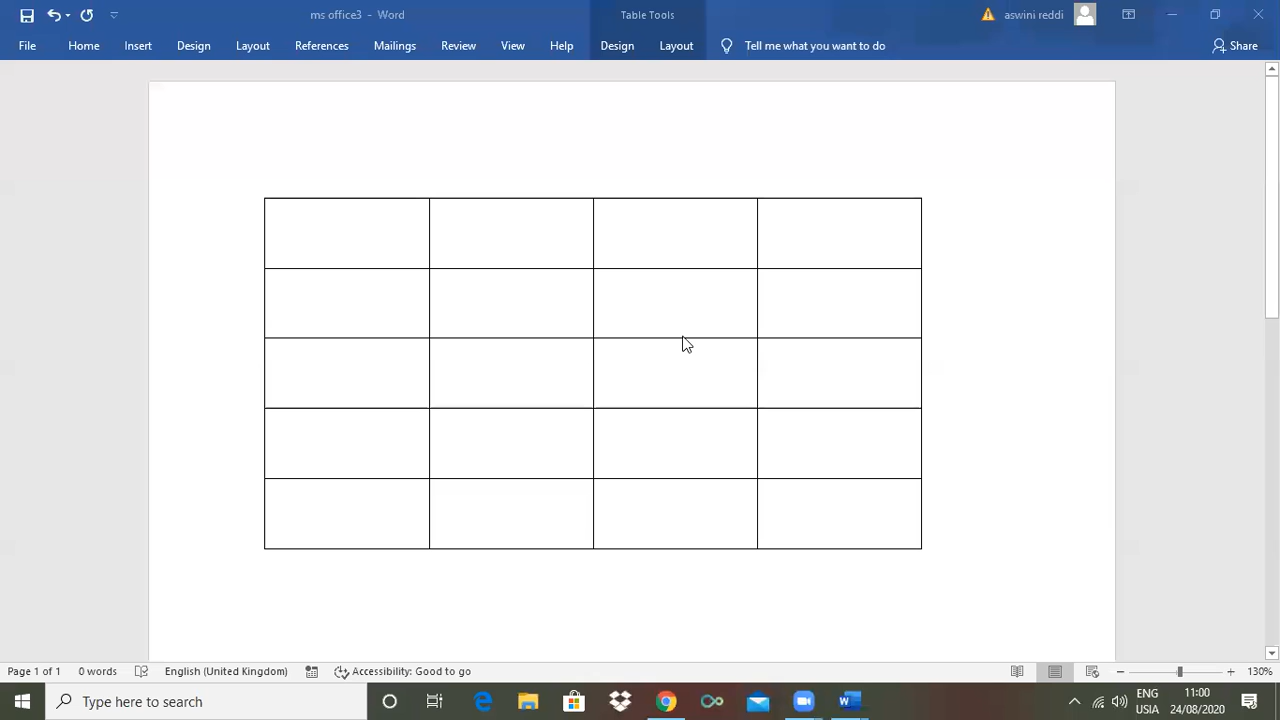 ms office3 - Word
Table Tools
aswini reddi
File Home Insert Design Layout References Mailings Review View Help Design Layout Tell me what you want to do Share
Page 1 of 1 0 words English (United Kingdom) Accessibility: Good to go 130%
Type here to search
ENG 11:00
USIA 24/08/2020